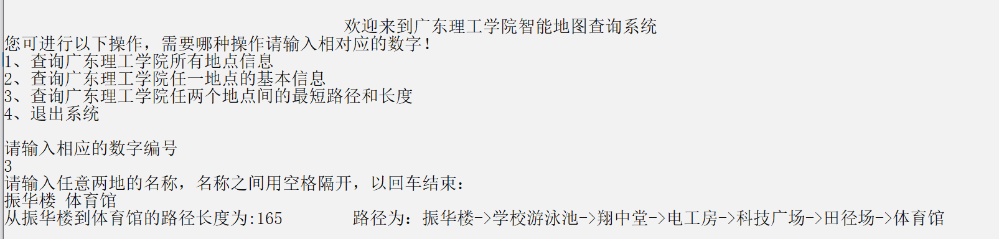 欢迎来到广东理工学院智能地图查询系统
您可进行以下操作，需要哪种操作请输入相对应的数字！
1、查询广东理工学院所有地点信息
2、查询广东理工学院任一地点的基本信息
3、查询广东理工学院任两个地点间的最短路径和长度
4、退出系统
请输入相应的数字编号
3
请输入任意两地的名称，名称之间用空格隔开，以回车结束：
振华楼 体育馆
从振华楼到体育馆的路径长度为:165 路径为：振华楼->学校游泳池->翔中堂->电工房->科技广场->田径场->体育馆